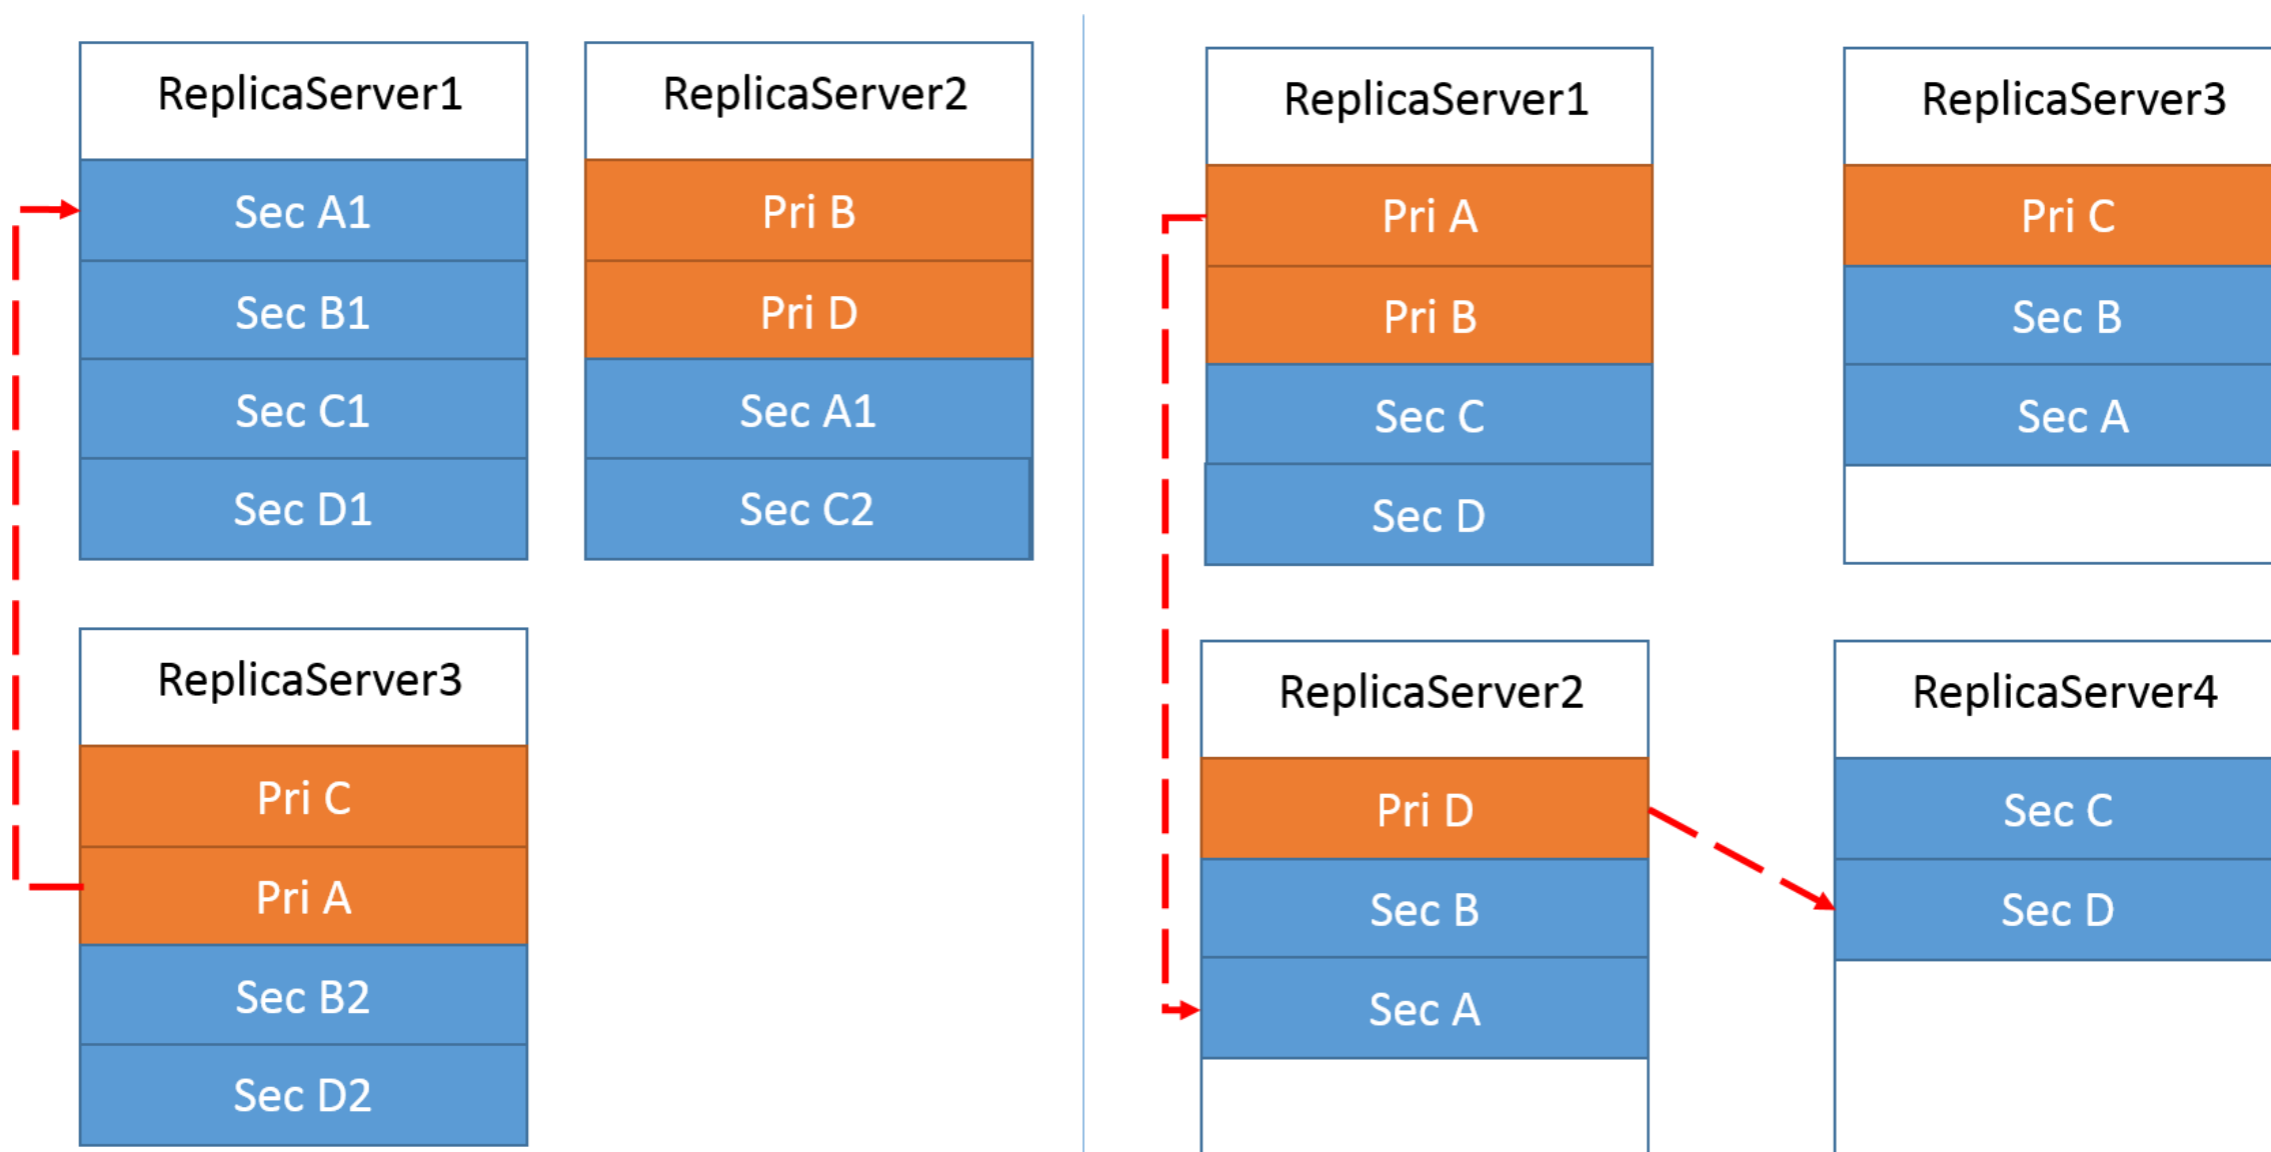 ReplicaServer1
Sec A1
Sec B1
Sec C1
Sec D1
ReplicaServer2
Pri B
Pri D
Sec A1
Sec C2
ReplicaServer3
Pri C
Pri A
Sec B2
Sec D2
ReplicaServer1
Pri A
Pri B
Sec C
Sec D
ReplicaServer3
Pri C
Sec B
Sec A
ReplicaServer2
Pri D
Sec B
Sec A
ReplicaServer4
Sec C
Sec D